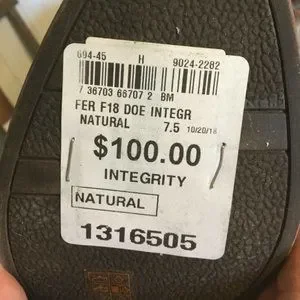 694-45 H 9024-2282
7 36703 66707 2 BM
FER F18 DOE INTEGR
NATURAL 7.5 10/20/18
$100.00
INTEGRITY
NATURAL
1316505